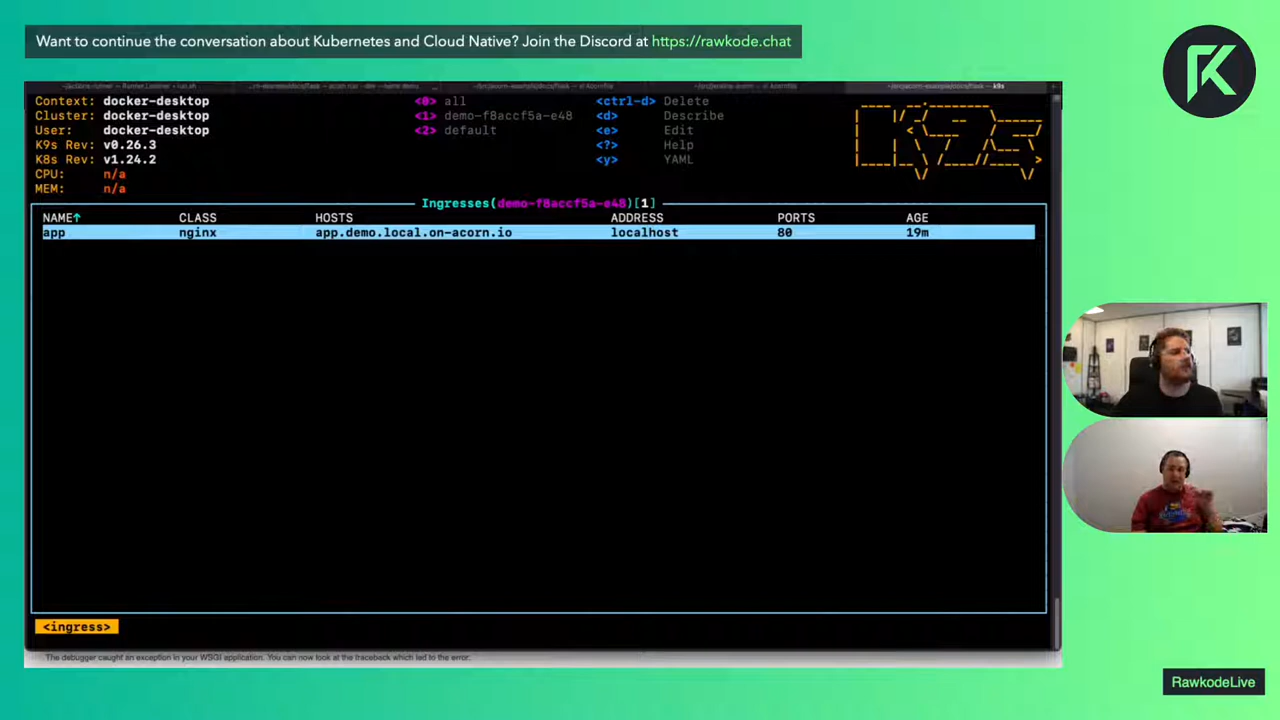 Want to continue the conversation about Kubernetes and Cloud Native? Join the Discord at https://rawkode.chat
Context: docker-desktop <0> all <ctrl-d> Delete
Cluster: docker-desktop <1> demo-f8accf5a-e48 <d> Describe
User: docker-desktop <2> default <e> Edit
K9s Rev: v0.26.3 <?> Help
K8s Rev: v1.24.2 <y> YAML
CPU: n/a
MEM: n/a
Ingresses(demo-f8accf5a-e48)[1]
NAME↑ CLASS HOSTS ADDRESS PORTS AGE
app nginx app.demo.local.on-acorn.io localhost 80 19m
<ingress>
The debugger caught an exception in your WSGI application. You can now look at the traceback which led to the error.
RawkodeLive